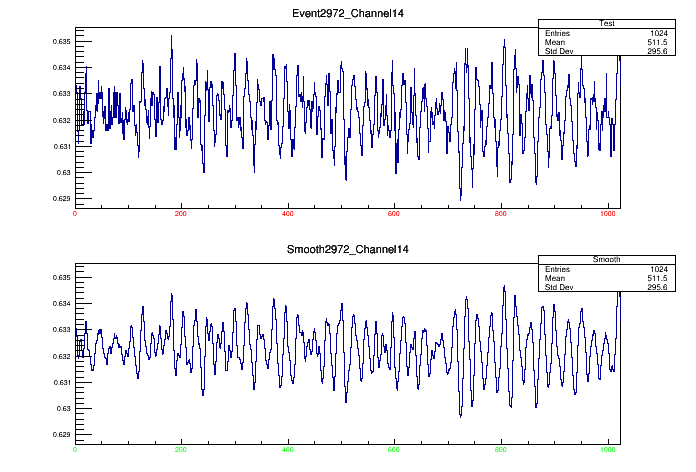 Event2972_Channel14
Test
Entries 1024
Mean 511.5
Std Dev 295.6
0.635
0.634
0.633
0.632
0.631
0.63
0.629
0 200 400 600 800 1000
Smooth2972_Channel14
Smooth
Entries 1024
Mean 511.5
Std Dev 295.6
0.635
0.634
0.633
0.632
0.631
0.63
0.629
0 200 400 600 800 1000